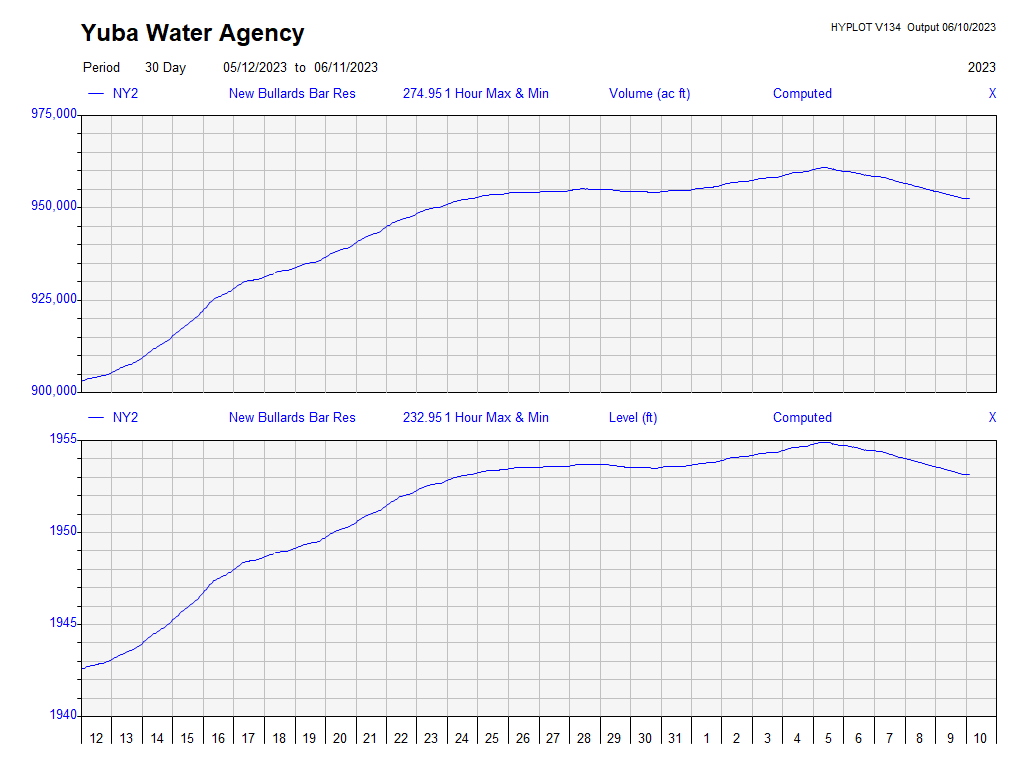 Yuba Water Agency
HYPLOT V134 Output 06/10/2023
Period 30 Day 05/12/2023 to 06/11/2023 2023
NY2 New Bullards Bar Res 274.95 1 Hour Max & Min Volume (ac ft) Computed X
975,000
950,000
925,000
900,000
NY2 New Bullards Bar Res 232.95 1 Hour Max & Min Level (ft) Computed X
1955
1950
1945
1940
12 13 14 15 16 17 18 19 20 21 22 23 24 25 26 27 28 29 30 31 1 2 3 4 5 6 7 8 9 10